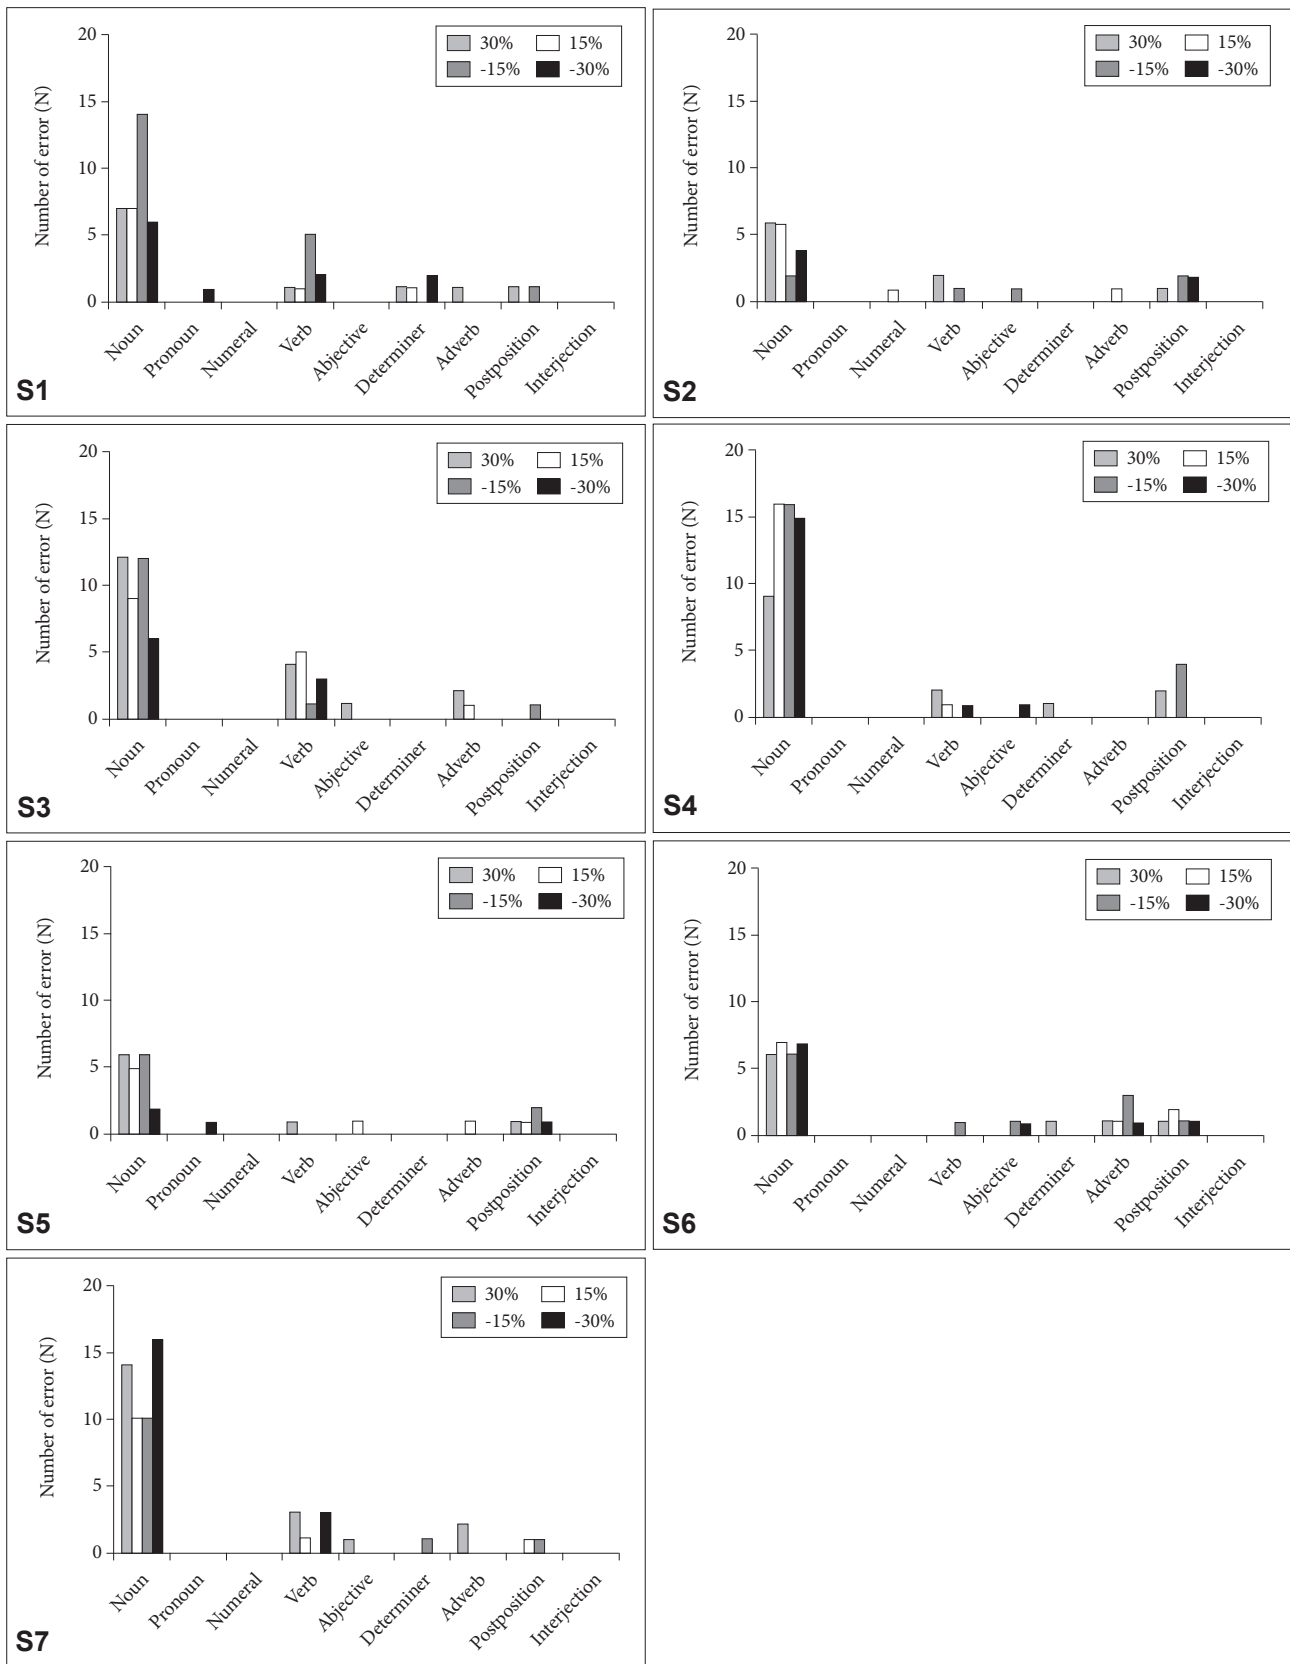 20
15
10
5
0
Number of error (N)
30% 15%
-15% -30%
Noun
Pronoun
Numeral
Verb
Abjective
Determiner
Adverb
Postposition
Interjection
S1
20
15
10
5
0
Number of error (N)
30% 15%
-15% -30%
Noun
Pronoun
Numeral
Verb
Abjective
Determiner
Adverb
Postposition
Interjection
S2
20
15
10
5
0
Number of error (N)
30% 15%
-15% -30%
Noun
Pronoun
Numeral
Verb
Abjective
Determiner
Adverb
Postposition
Interjection
S3
20
15
10
5
0
Number of error (N)
30% 15%
-15% -30%
Noun
Pronoun
Numeral
Verb
Abjective
Determiner
Adverb
Postposition
Interjection
S4
20
15
10
5
0
Number of error (N)
30% 15%
-15% -30%
Noun
Pronoun
Numeral
Verb
Abjective
Determiner
Adverb
Postposition
Interjection
S5
20
15
10
5
0
Number of error (N)
30% 15%
-15% -30%
Noun
Pronoun
Numeral
Verb
Abjective
Determiner
Adverb
Postposition
Interjection
S6
20
15
10
5
0
Number of error (N)
30% 15%
-15% -30%
Noun
Pronoun
Numeral
Verb
Abjective
Determiner
Adverb
Postposition
Interjection
S7